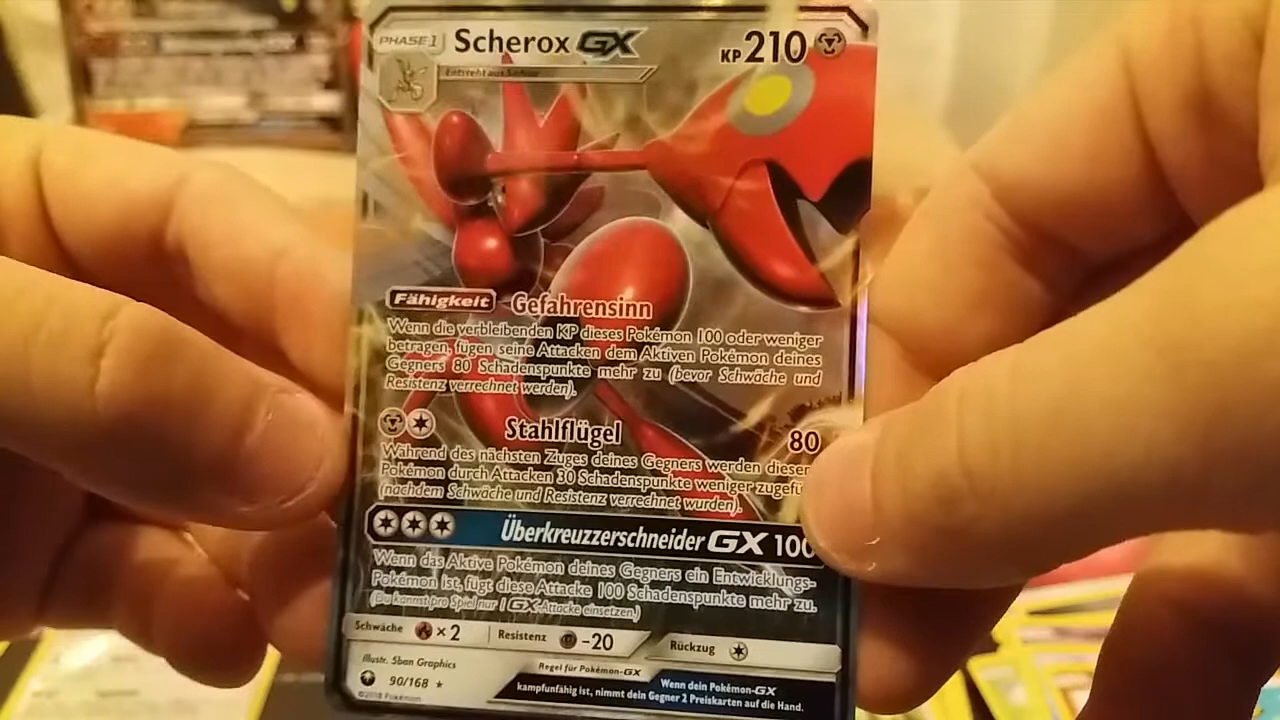 PHASE 1 Scherox GX KP 210
Entsteht aus Sichlor
Fähigkeit Gefahrensinn
Wenn die verbleibenden KP dieses Pokémon 100 oder weniger
betragen, fügen seine Attacken dem Aktiven Pokémon deines
Gegners 80 Schadenspunkte mehr zu (bevor Schwäche und
Resistenz verrechnet werden).
Stahlflügel 80
Während des nächsten Zuges deines Gegners werden diesem
Pokémon durch Attacken 30 Schadenspunkte weniger zugefü
(nachdem Schwäche und Resistenz verrechnet wurden).
Überkreuzzerschneider GX 100
Wenn das Aktive Pokémon deines Gegners ein Entwicklungs-
Pokémon ist, fügt diese Attacke 100 Schadenspunkte mehr zu.
(Du kannst pro Spiel nur 1 GX-Attacke einsetzen.)
Schwäche ×2 Resistenz -20 Rückzug
Illustr. 5ban Graphics
90/168
©2018 Pokémon
Regel für Pokémon-GX
Wenn dein Pokémon-GX
kampfunfähig ist, nimmt dein Gegner 2 Preiskarten auf die Hand.